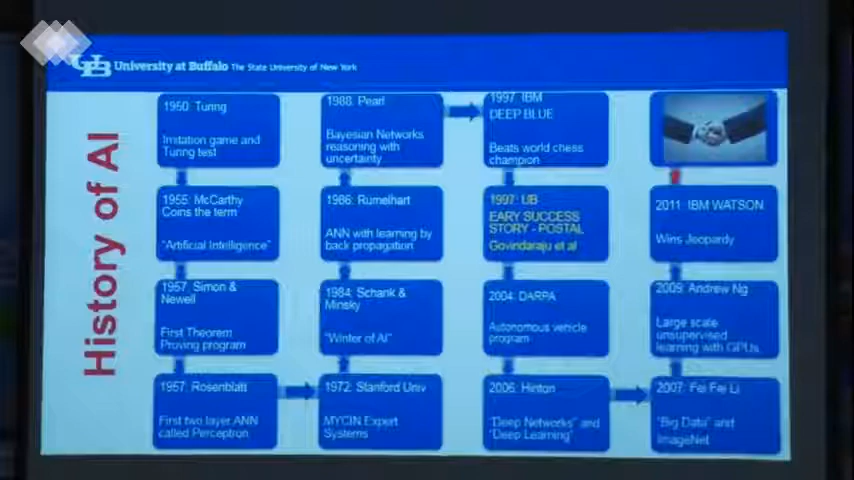 UB University at Buffalo The State University of New York
History of AI
1950: Turing
Imitation game and
Turing test
1955: McCarthy
Coins the term
"Artificial Intelligence"
1957: Simon &
Newell
First Theorem
Proving program
1957: Rosenblatt
First two layer ANN
called Perceptron
1972: Stanford Univ
MYCIN Expert
Systems
1984: Schank &
Minsky
"Winter of AI"
1986: Rumelhart
ANN with learning by
back propagation
1988: Pearl
Bayesian Networks
reasoning with
uncertainty
1997: IBM
DEEP BLUE
Beats world chess
champion
1997: UB
EARY SUCCESS
STORY - POSTAL
Govindaraju et al
2004: DARPA
Autonomous vehicle
program
2006: Hinton
"Deep Networks" and
"Deep Learning"
2007: Fei Fei Li
"Big Data" and
ImageNet
2009: Andrew Ng
Large scale
unsupervised
learning with GPUs
2011: IBM WATSON
Wins Jeopardy